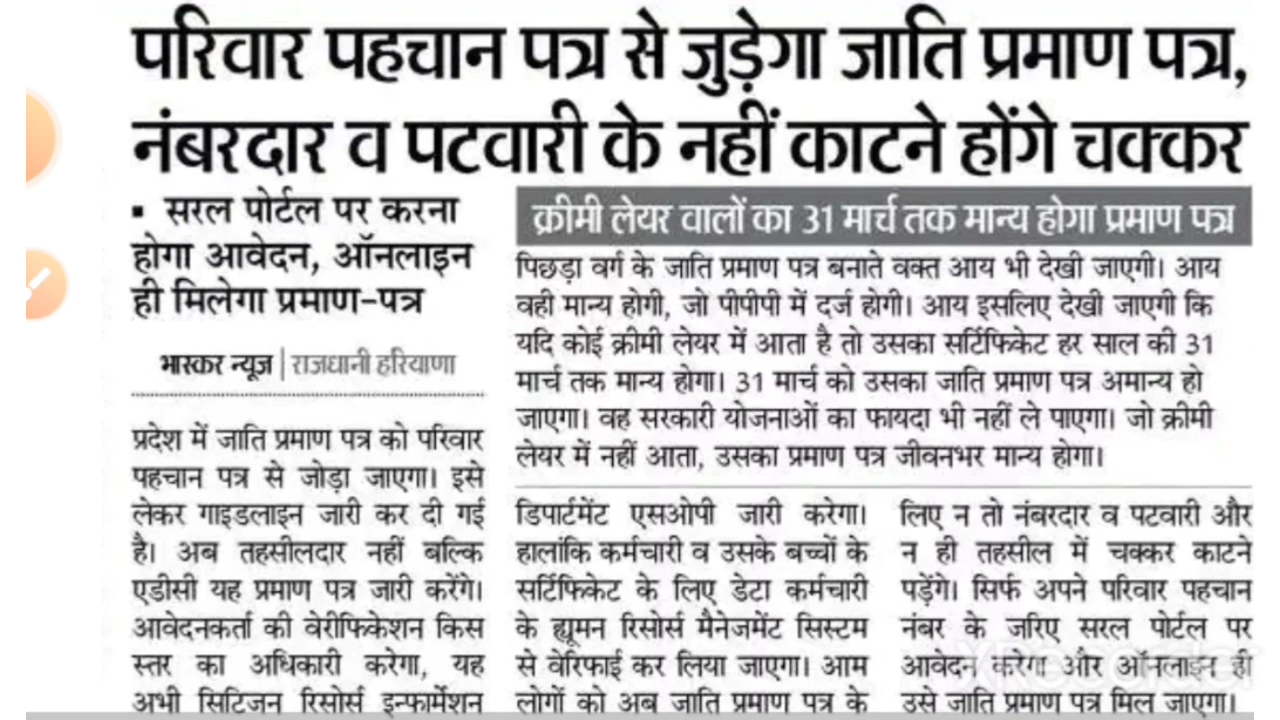 परिवार पहचान पत्र से जुड़ेगा जाति प्रमाण पत्र,
नंबरदार व पटवारी के नहीं काटने होंगे चक्कर
▪ सरल पोर्टल पर करना
होगा आवेदन, ऑनलाइन
ही मिलेगा प्रमाण-पत्र
भास्कर न्यूज | राजधानी हरियाणा
प्रदेश में जाति प्रमाण पत्र को परिवार
पहचान पत्र से जोड़ा जाएगा। इसे
लेकर गाइडलाइन जारी कर दी गई
है। अब तहसीलदार नहीं बल्कि
एडीसी यह प्रमाण पत्र जारी करेंगे।
आवेदनकर्ता की वेरीफिकेशन किस
स्तर का अधिकारी करेगा, यह
अभी सिटिजन रिसोर्स इन्फार्मेशन
क्रीमी लेयर वालों का 31 मार्च तक मान्य होगा प्रमाण पत्र
पिछड़ा वर्ग के जाति प्रमाण पत्र बनाते वक्त आय भी देखी जाएगी। आय
वही मान्य होगी, जो पीपीपी में दर्ज होगी। आय इसलिए देखी जाएगी कि
यदि कोई क्रीमी लेयर में आता है तो उसका सर्टिफिकेट हर साल की 31
मार्च तक मान्य होगा। 31 मार्च को उसका जाति प्रमाण पत्र अमान्य हो
जाएगा। वह सरकारी योजनाओं का फायदा भी नहीं ले पाएगा। जो क्रीमी
लेयर में नहीं आता, उसका प्रमाण पत्र जीवनभर मान्य होगा।
डिपार्टमेंट एसओपी जारी करेगा।
हालांकि कर्मचारी व उसके बच्चों के
सर्टिफिकेट के लिए डेटा कर्मचारी
के ह्यूमन रिसोर्स मैनेजमेंट सिस्टम
से वेरिफाई कर लिया जाएगा। आम
लोगों को अब जाति प्रमाण पत्र के
लिए न तो नंबरदार व पटवारी और
न ही तहसील में चक्कर काटने
पड़ेंगे। सिर्फ अपने परिवार पहचान
नंबर के जरिए सरल पोर्टल पर
आवेदन करेगा और ऑनलाइन ही
उसे जाति प्रमाण पत्र मिल जाएगा।
XRecorder